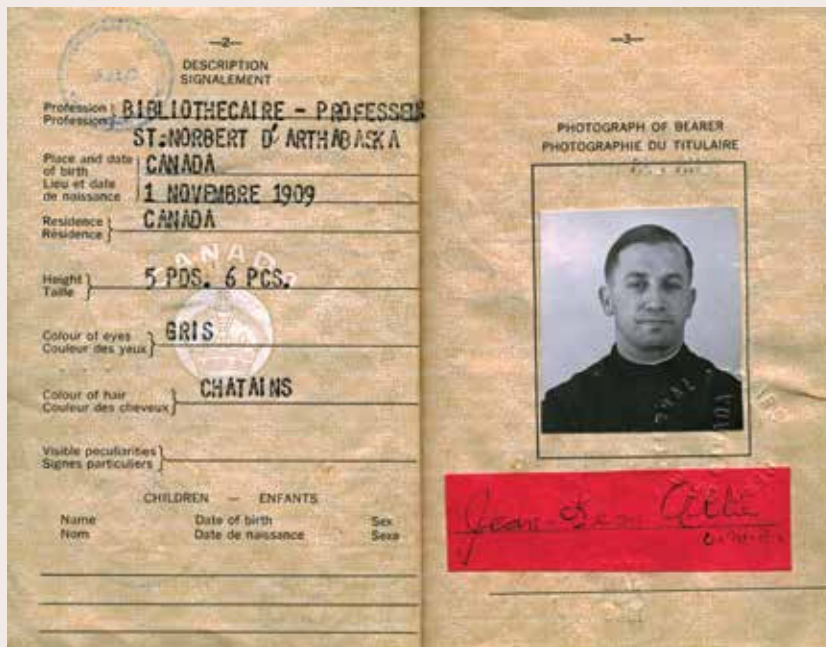 —2—
DESCRIPTION
SIGNALEMENT
Profession
Profession
BIBLIOTHECAIRE - PROFESSEUR
ST.NORBERT D'ARTHABASKA
Place and date
of birth
Lieu et date
de naissance
CANADA
1 NOVEMBRE 1909
Residence
Résidence
CANADA
CANADA
Height
Taille
5 PDS. 6 PCS.
Colour of eyes
Couleur des yeux
GRIS
Colour of hair
Couleur des cheveux
CHATAINS
Visible peculiarities
Signes particuliers
CHILDREN — ENFANTS
Name Date of birth Sex
Nom Date de naissance Sexe
—3—
PHOTOGRAPH OF BEARER
PHOTOGRAPHIE DU TITULAIRE
Jean-